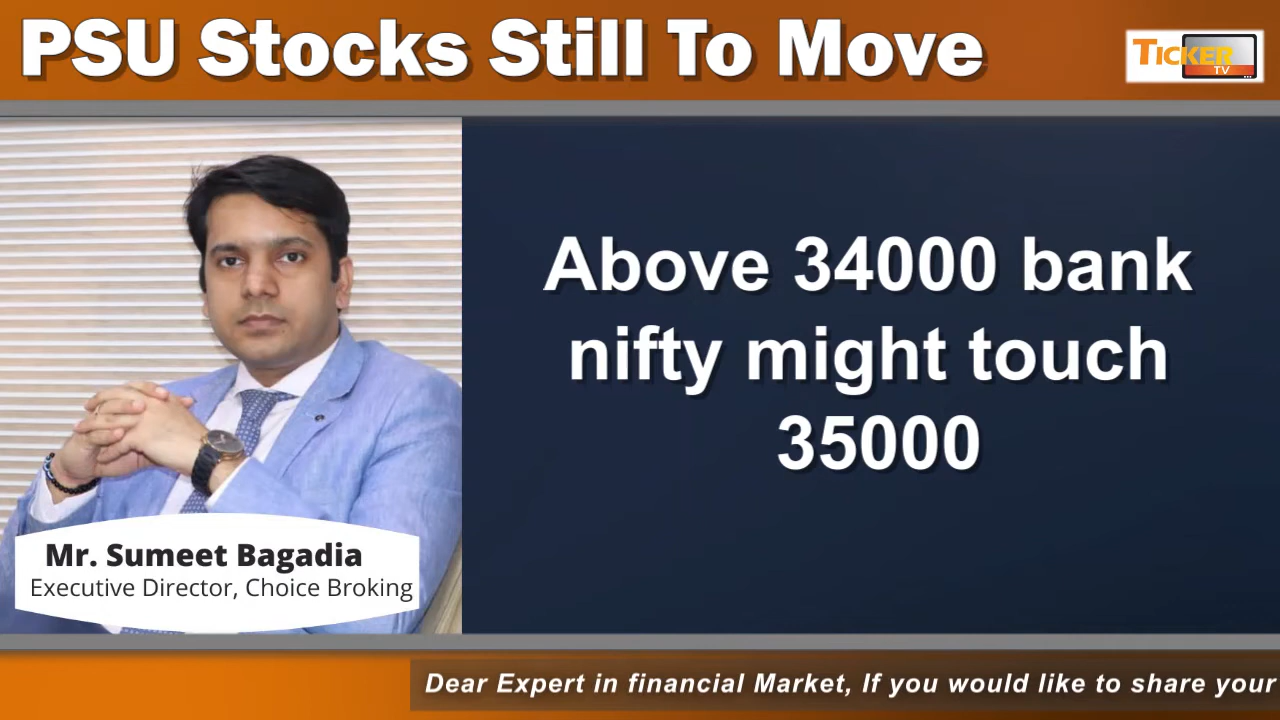 PSU Stocks Still To Move
TICKER
TV
Above 34000 bank
nifty might touch
35000
Mr. Sumeet Bagadia
Executive Director, Choice Broking
Dear Expert in financial Market, If you would like to share your